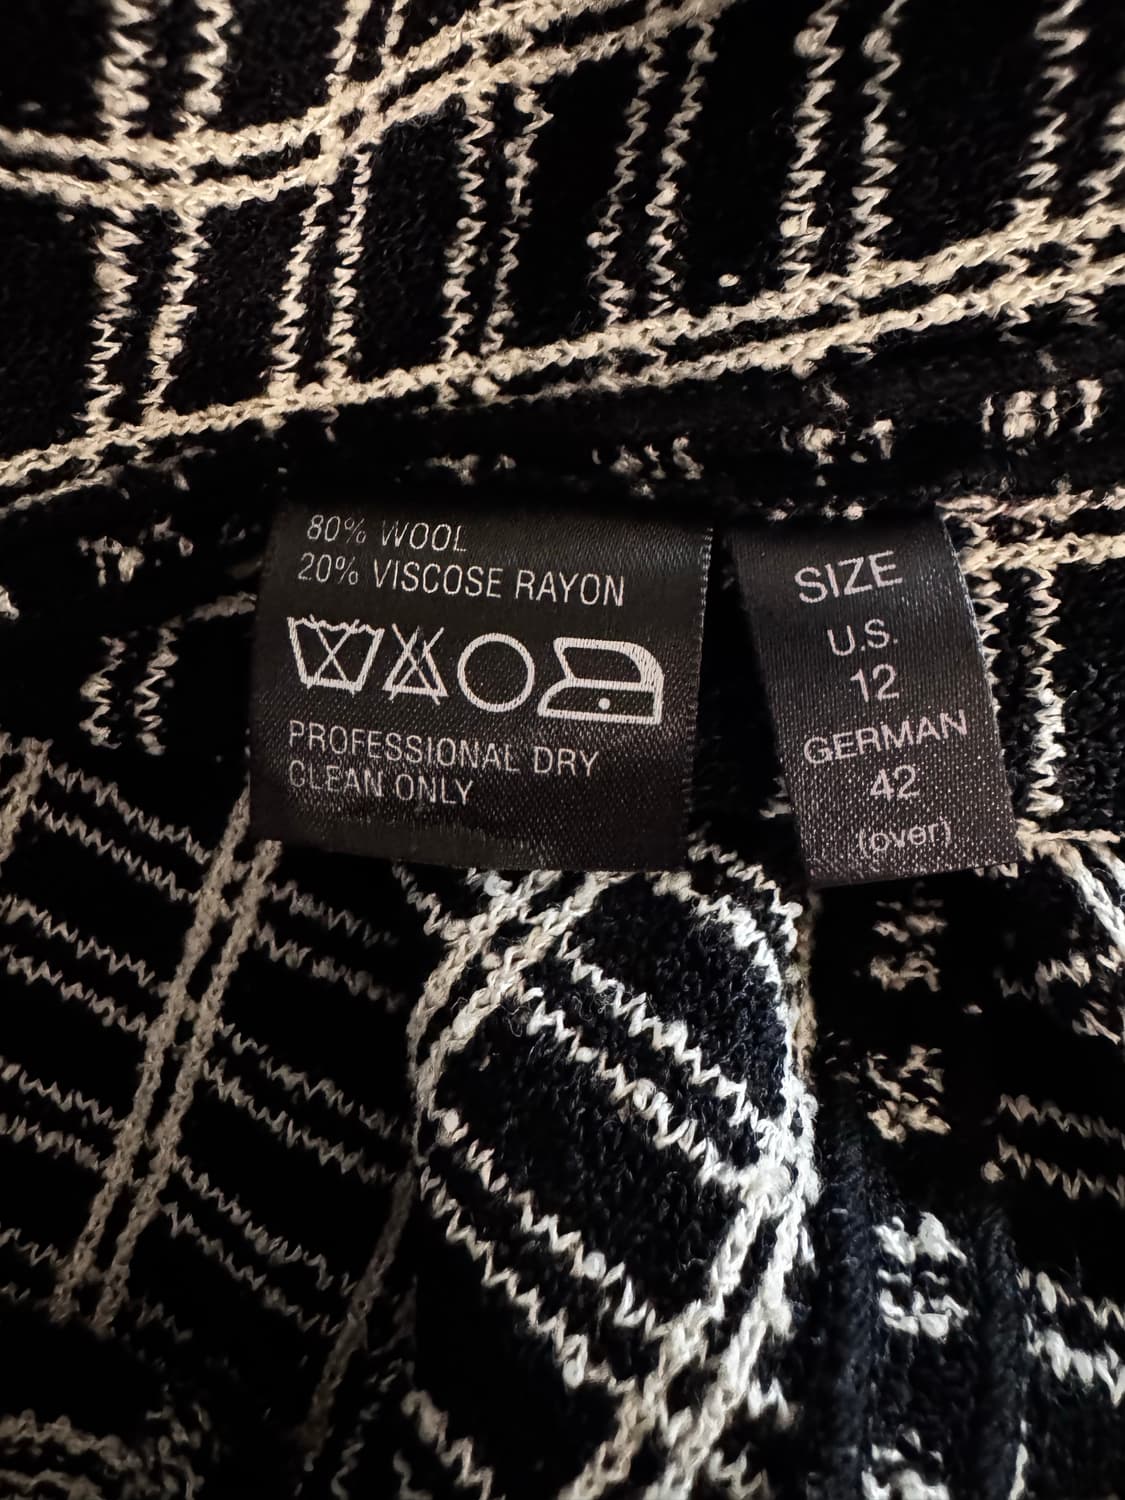 80% WOOL
20% VISCOSE RAYON
PROFESSIONAL DRY
CLEAN ONLY
SIZE
U.S.
12
GERMAN
42
(over)